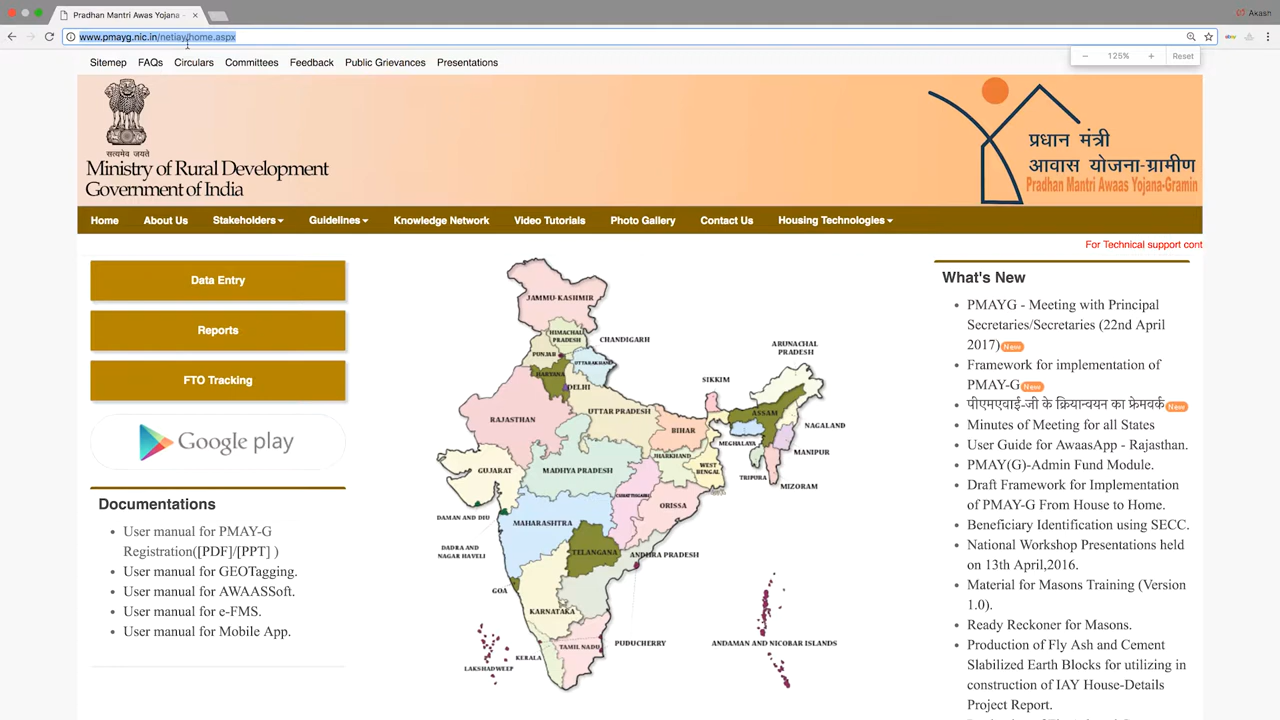 Pradhan Mantri Awas Yojana -
Akash
www.pmayg.nic.in/netiay/home.aspx
125%
Reset
Sitemep FAQs Circulars Committees Feedback Public Grievance Presentations
सत्यमेव जयते
Ministry of Rural Development
Government of India
प्रधान मंत्री
आवास योजना-ग्रामीण
Pradhan Mantri Awaas Yojana-Gramin
Home About Us Stakeholders Guidelines Knowledge Network Video Tutorials Photo Gallery Contact Us Housing Technologies
For Technical support cont
Data Entry
Reports
FTO Tracking
Google play
Documentations
User manual for PMAY-G
Registration([PDF]/[PPT] )
User manual for GEOTagging.
User manual for AWAASSoft.
User manual for e-FMS.
User manual for Mobile App.
JAMMU-KASHMIR
HIMACHAL
PRADESH
CHANDIGARH
PUNJAB
UTTARAKHAND
HARYANA
DELHI
ARUNACHAL
PRADESH
SIKKIM
RAJASTHAN
UTTAR PRADESH
ASSAM
NAGALAND
BIHAR
MEGHALAYA
MANIPUR
JHARKHAND
WEST
BENGAL
GUJARAT
MADHYA PRADESH
TRIPURA
MIZORAM
CHHATTISGARH
ORISSA
DAMAN AND DIU
MAHARASHTRA
DADRA AND
NAGAR HAVELI
TELANGANA
ANDHRA PRADESH
GOA
KARNATAKA
PUDUCHERRY
ANDAMAN AND NICOBAR ISLANDS
TAMIL NADU
KERALA
LAKSHADWEEP
What's New
PMAYG - Meeting with Principal
Secretaries/Secretaries (22nd April
2017) New
Framework for implementation of
PMAY-G New
पीएमएवाई-जी के क्रियान्वयन का फ्रेमवर्क New
Minutes of Meeting for all States
User Guide for AwaasApp - Rajasthan.
PMAY(G)-Admin Fund Module.
Draft Framework for Implementation
of PMAY-G From House to Home.
Beneficiary Identification using SECC.
National Workshop Presentations held
on 13th April,2016.
Material for Masons Training (Version
1.0).
Ready Reckoner for Masons.
Production of Fly Ash and Cement
Slabilized Earth Blocks for utilizing in
construction of IAY House-Details
Project Report.